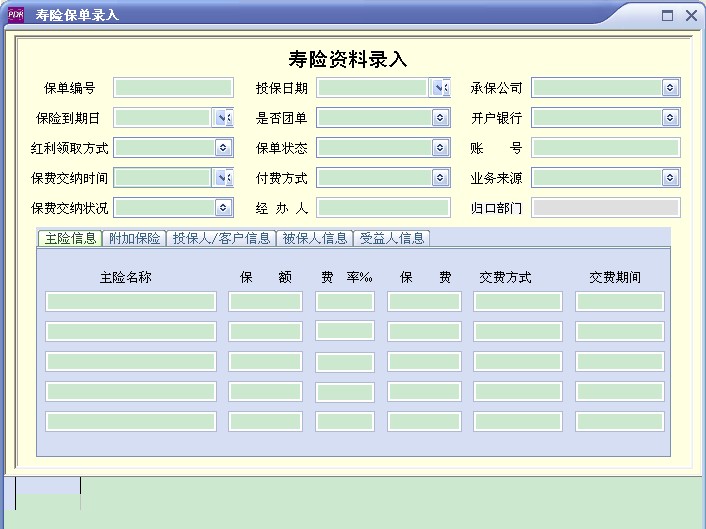 PDR 寿险保单录入
寿险资料录入
保单编号 投保日期 承保公司
保险到期日 是否团单 开户银行
红利领取方式 保单状态 账 号
保费交纳时间 付费方式 业务来源
保费交纳状况 经 办 人 归口部门
主险信息 附加保险 投保人/客户信息 被保人信息 受益人信息
主险名称 保 额 费 率‰ 保 费 交费方式 交费期间